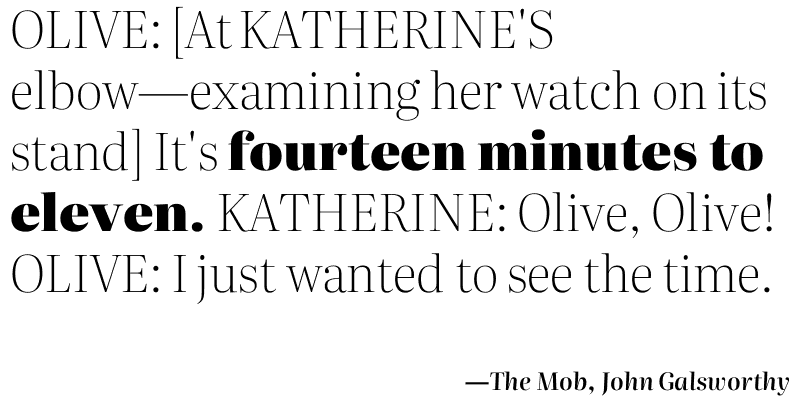 OLIVE: [At KATHERINE'S
elbow—examining her watch on its
stand] It's fourteen minutes to
eleven. KATHERINE: Olive, Olive!
OLIVE: I just wanted to see the time.
—The Mob, John Galsworthy